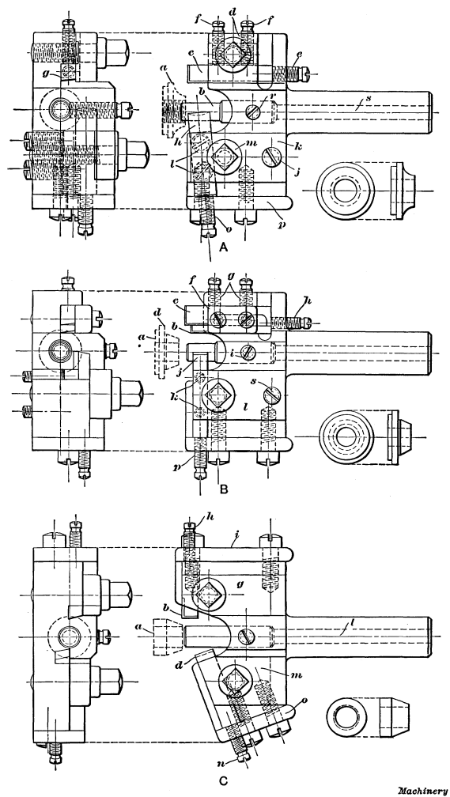 f d f
e e
g a b r s
h m k
l j
o p
A
f g
e h
d b
a i
j s
k l
p
B
h i
g
b
a l
d m
o
n
C
Machinery